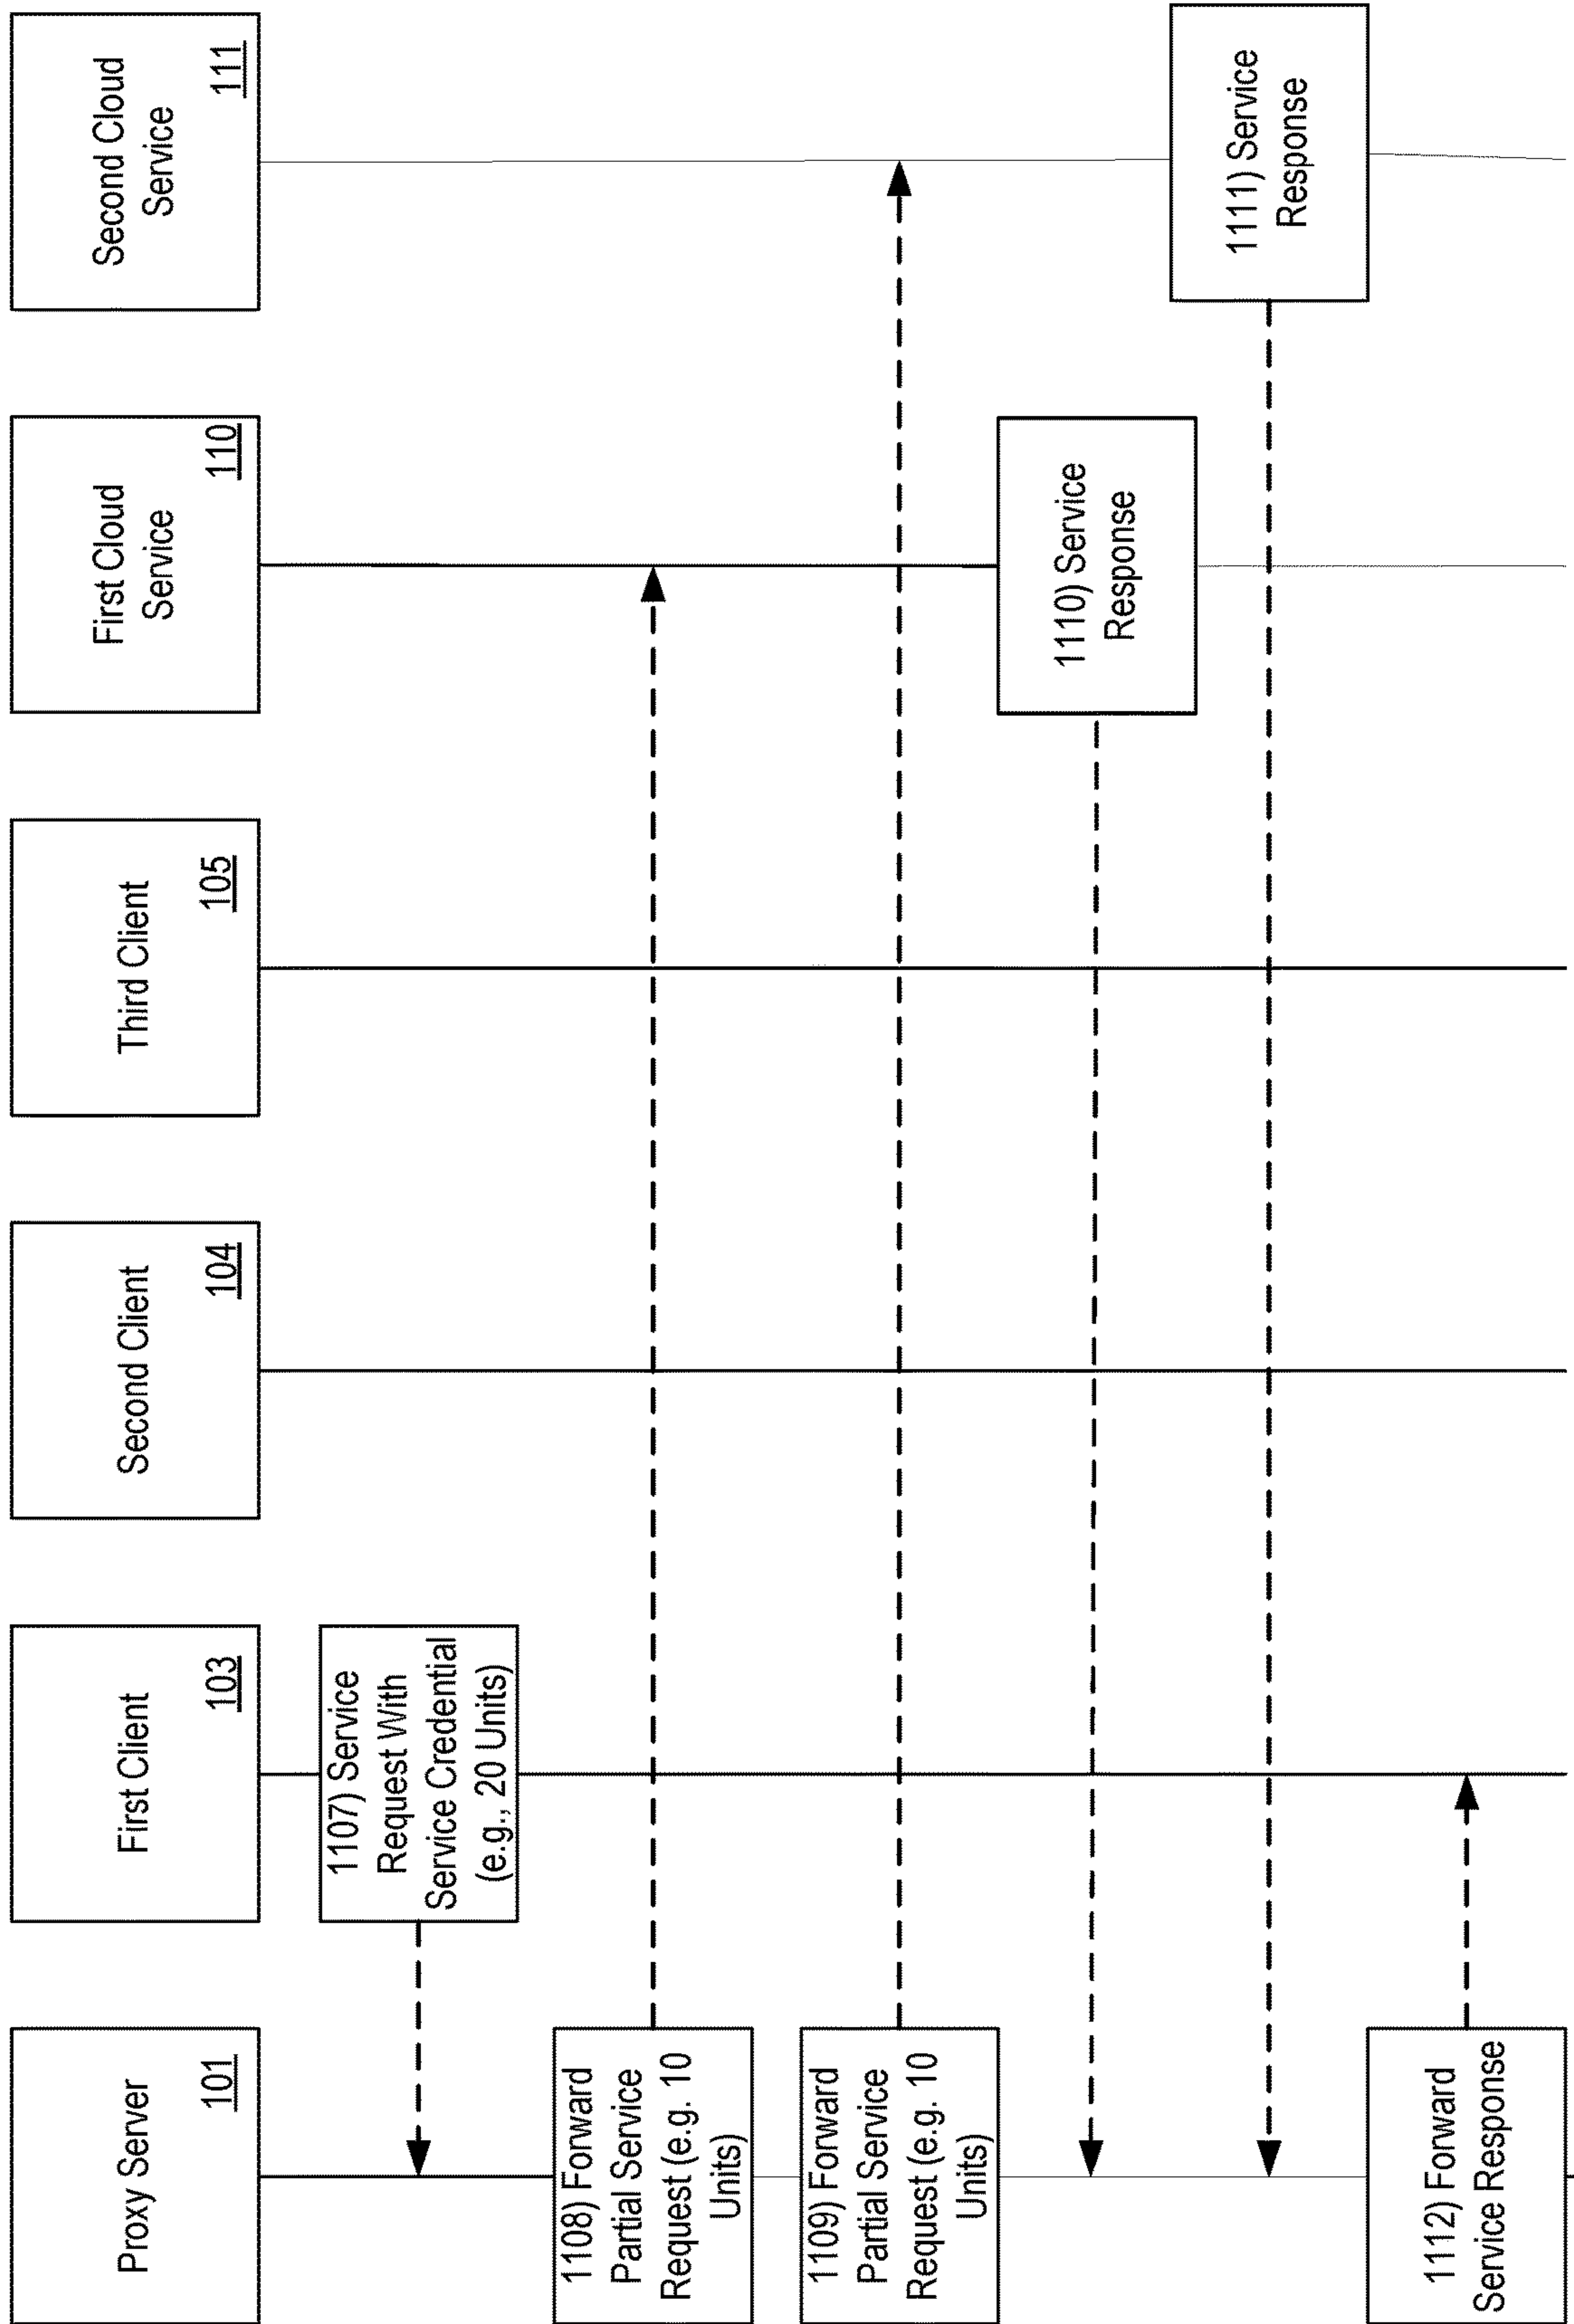 Proxy Server
101
First Client
103
Second Client
104
Third Client
105
First Cloud
Service
110
Second Cloud
Service
111
1107) Service
Request With
Service Credential
(e.g., 20 Units)
1108) Forward
Partial Service
Request (e.g. 10
Units)
1109) Forward
Partial Service
Request (e.g. 10
Units)
1110) Service
Response
1111) Service
Response
1112) Forward
Service Response